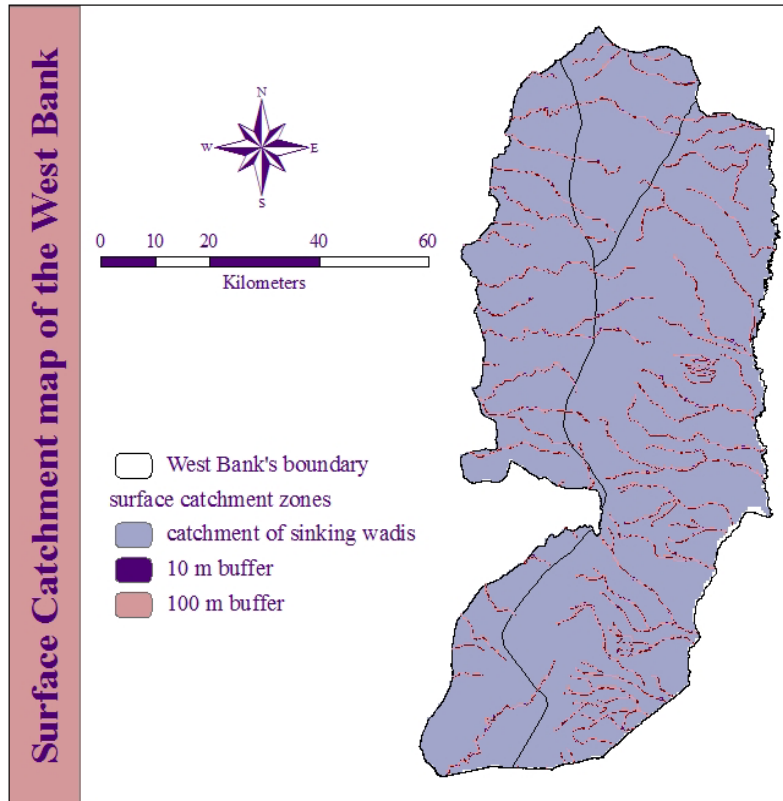 Surface Catchment map of the West Bank
N
W
E
S
0 10 20 40 60
Kilometers
West Bank's boundary
surface catchment zones
catchment of sinking wadis
10 m buffer
100 m buffer